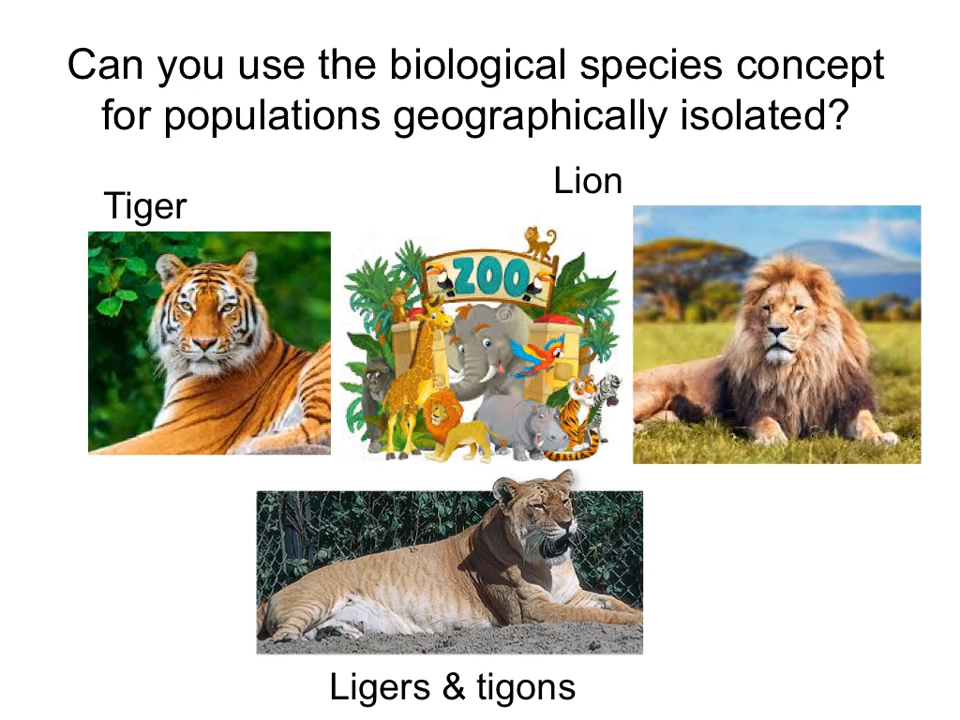 Can you use the biological species concept
for populations geographically isolated?
Lion
Tiger
ZOO
Ligers & tigons